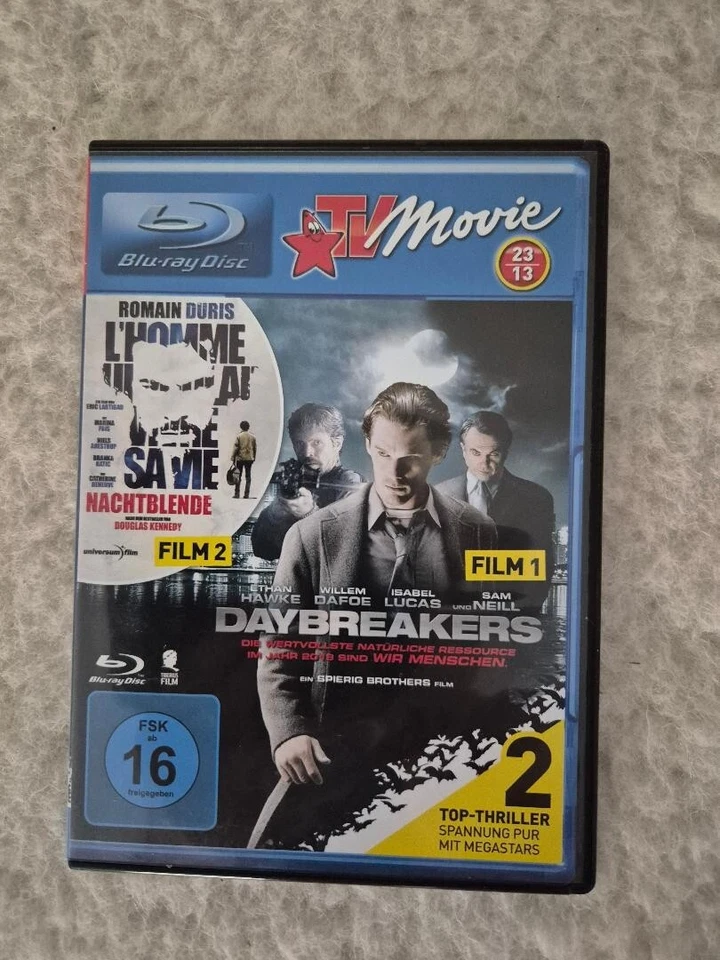 Blu-ray Disc
TV Movie
23
13
ROMAIN DURIS
L'HOMME
SA VIE
NACHTBLENDE
DOUGLAS KENNEDY
universum film
FILM 2
FILM 1
ETHAN HAWKE
WILLEM DAFOE
ISABEL LUCAS
UND SAM NEILL
DAYBREAKERS
DIE WERTVOLLSTE NATÜRLICHE RESSOURCE
IM JAHR 2019 SIND WIR MENSCHEN.
EIN SPIERIG BROTHERS FILM
Blu-ray Disc
TIBERIUS FILM
FSK
ab
16
freigegeben
2
TOP-THRILLER
SPANNUNG PUR
MIT MEGASTARS